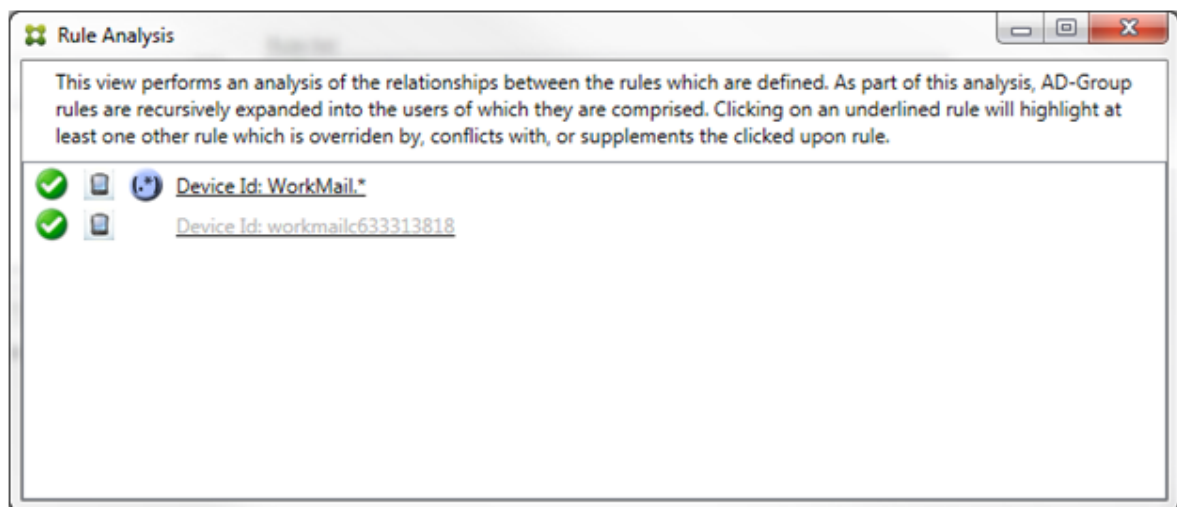 Rule Analysis
This view performs an analysis of the relationships between the rules which are defined. As part of this analysis, AD-Group
rules are recursively expanded into the users of which they are comprised. Clicking on an underlined rule will highlight at
least one other rule which is overriden by, conflicts with, or supplements the clicked upon rule.
(.*) Device Id: WorkMail.*
Device Id: workmailc633313818